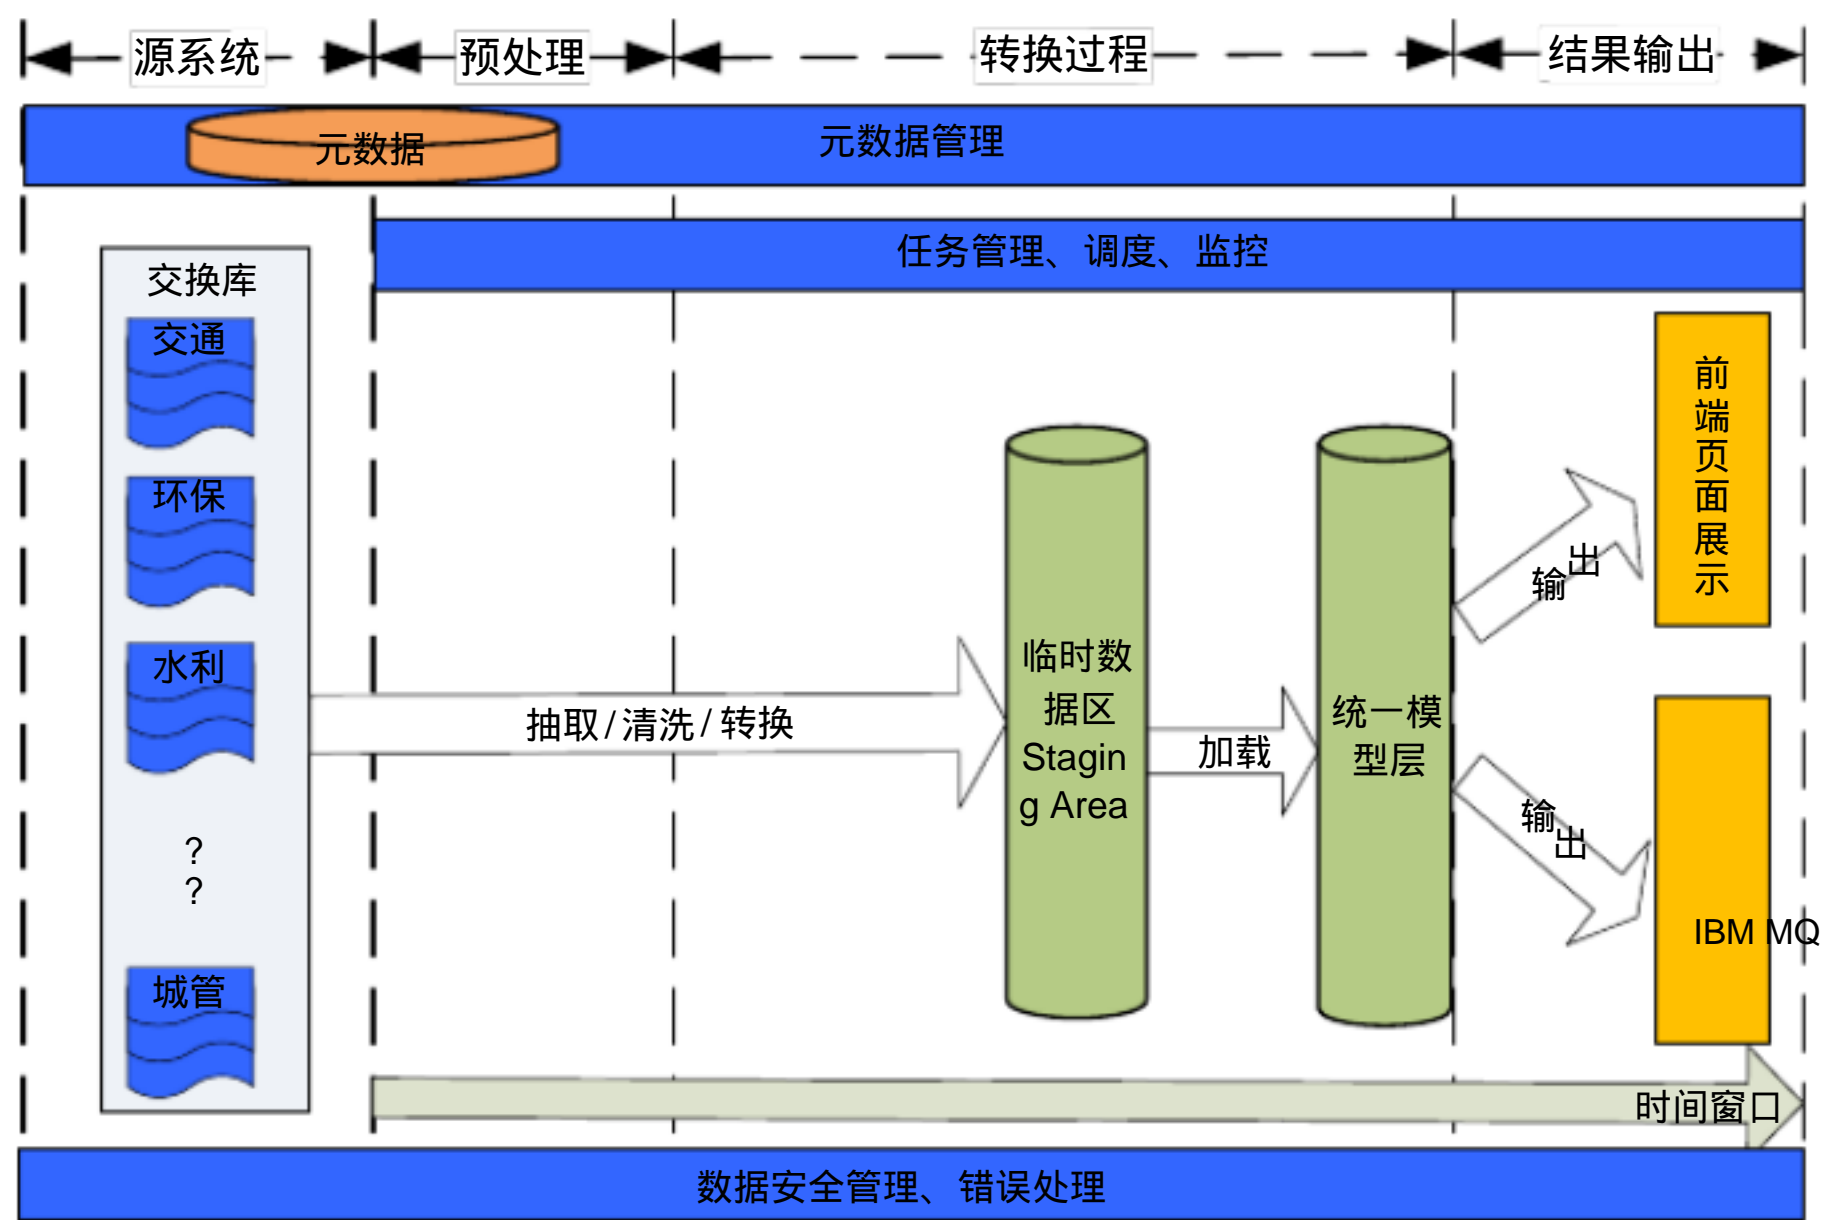 源系统
预处理
转换过程
结果输出
元数据
元数据管理
任务管理、调度、监控
交换库
交通
环保
水利
?
?
城管
抽取/清洗/转换
临时数
据区
Stagin
g Area
加载
统一模
型层
输出
输出
前
端
页
面
展
示
IBM MQ
时间窗口
数据安全管理、错误处理